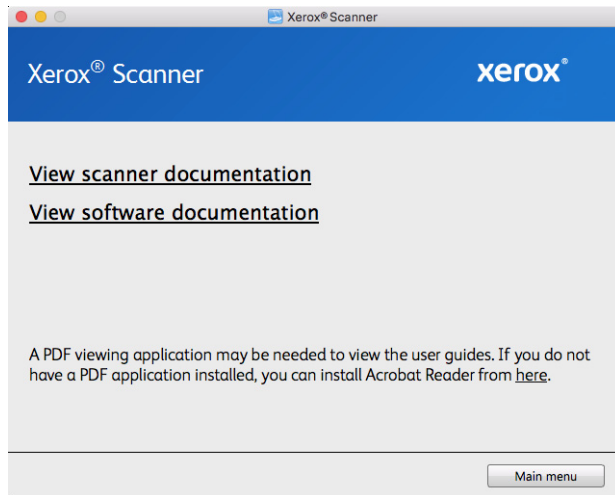 Xerox® Scanner
Xerox® Scanner
xerox®
View scanner documentation
View software documentation
A PDF viewing application may be needed to view the user guides. If you do not
have a PDF application installed, you can install Acrobat Reader from here.
Main menu